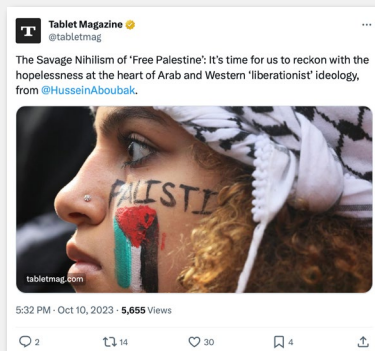 Tablet Magazine
@tabletmag
The Savage Nihilism of ‘Free Palestine’: It’s time for us to reckon with the
hopelessness at the heart of Arab and Western ‘liberationist’ ideology,
from @HusseinAboubak.
PALISTI
tabletmag.com
5:32 PM · Oct 10, 2023 · 5,655 Views
2 14 30 4